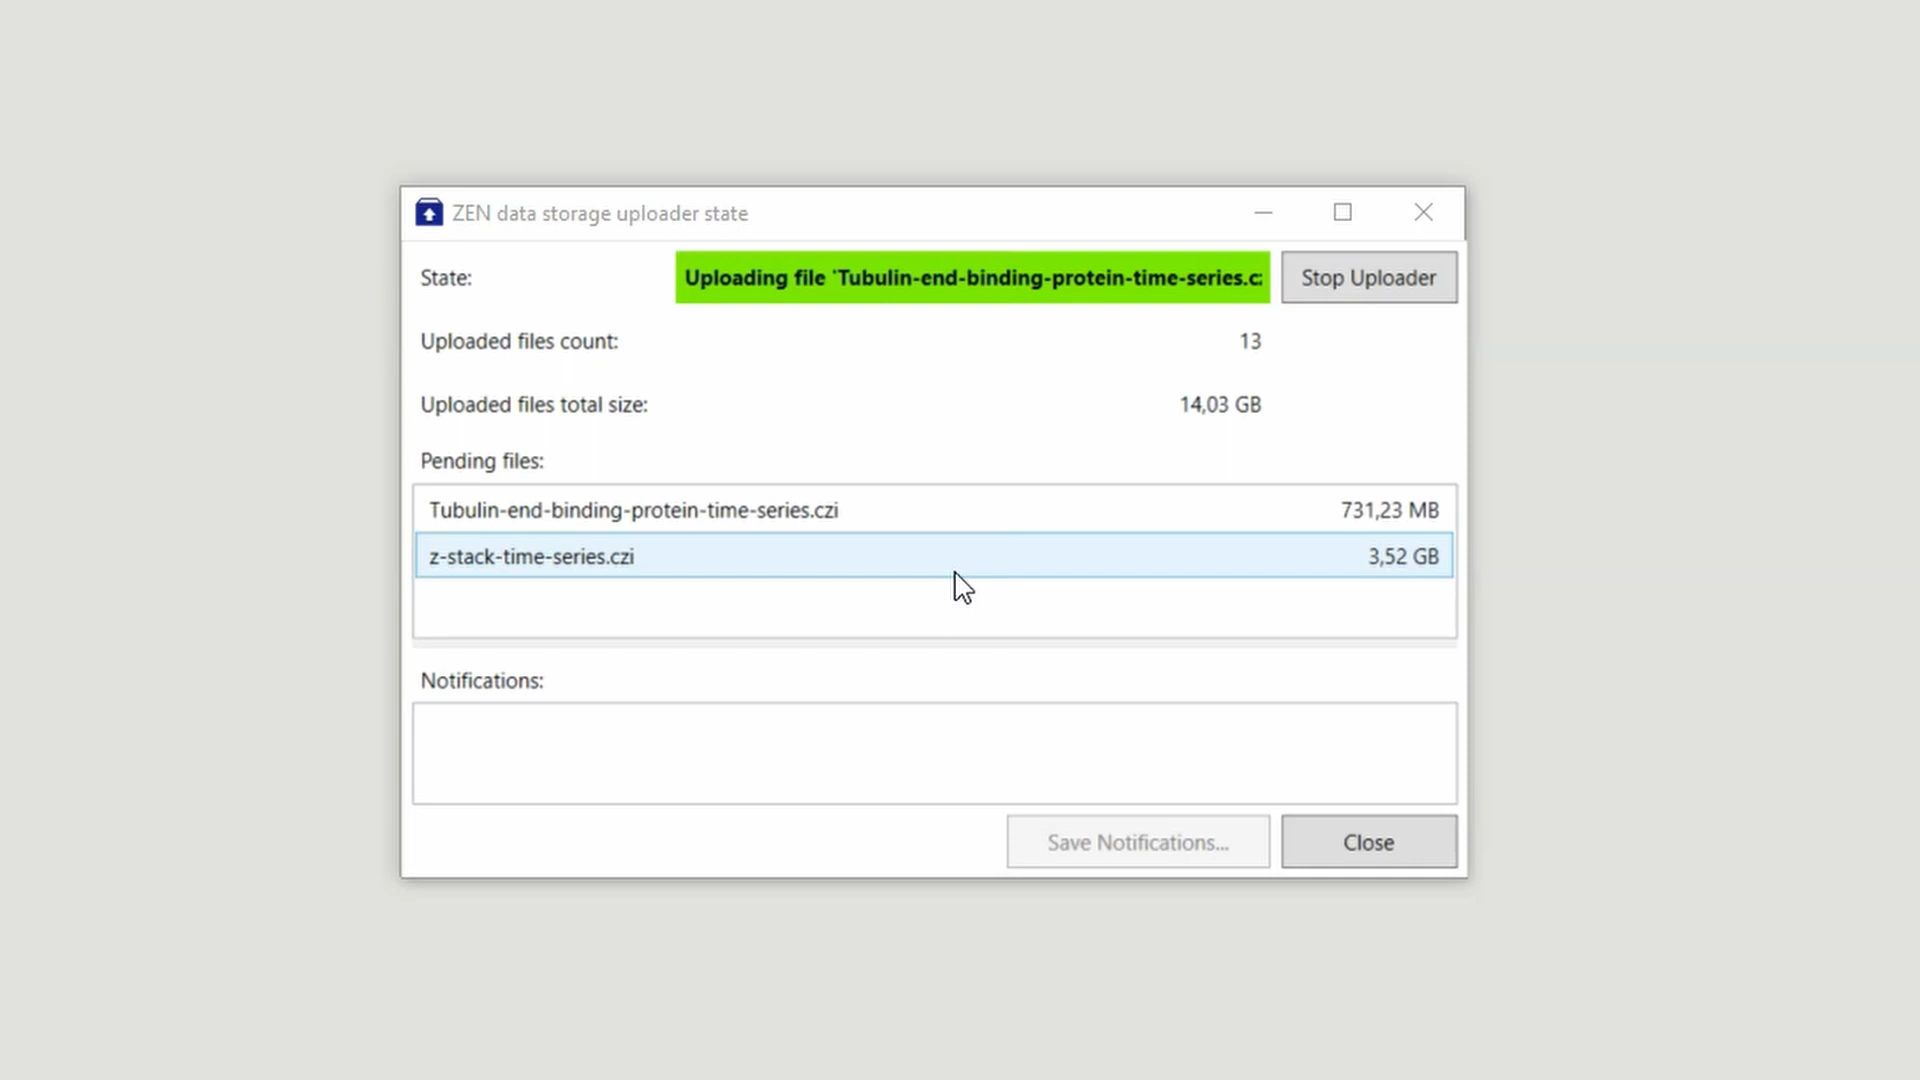 ZEN data storage uploader state
State: Uploading file 'Tubulin-end-binding-protein-time-series.cz Stop Uploader
Uploaded files count: 13
Uploaded files total size: 14,03 GB
Pending files:
Tubulin-end-binding-protein-time-series.czi 731,23 MB
z-stack-time-series.czi 3,52 GB
Notifications:
Save Notifications... Close